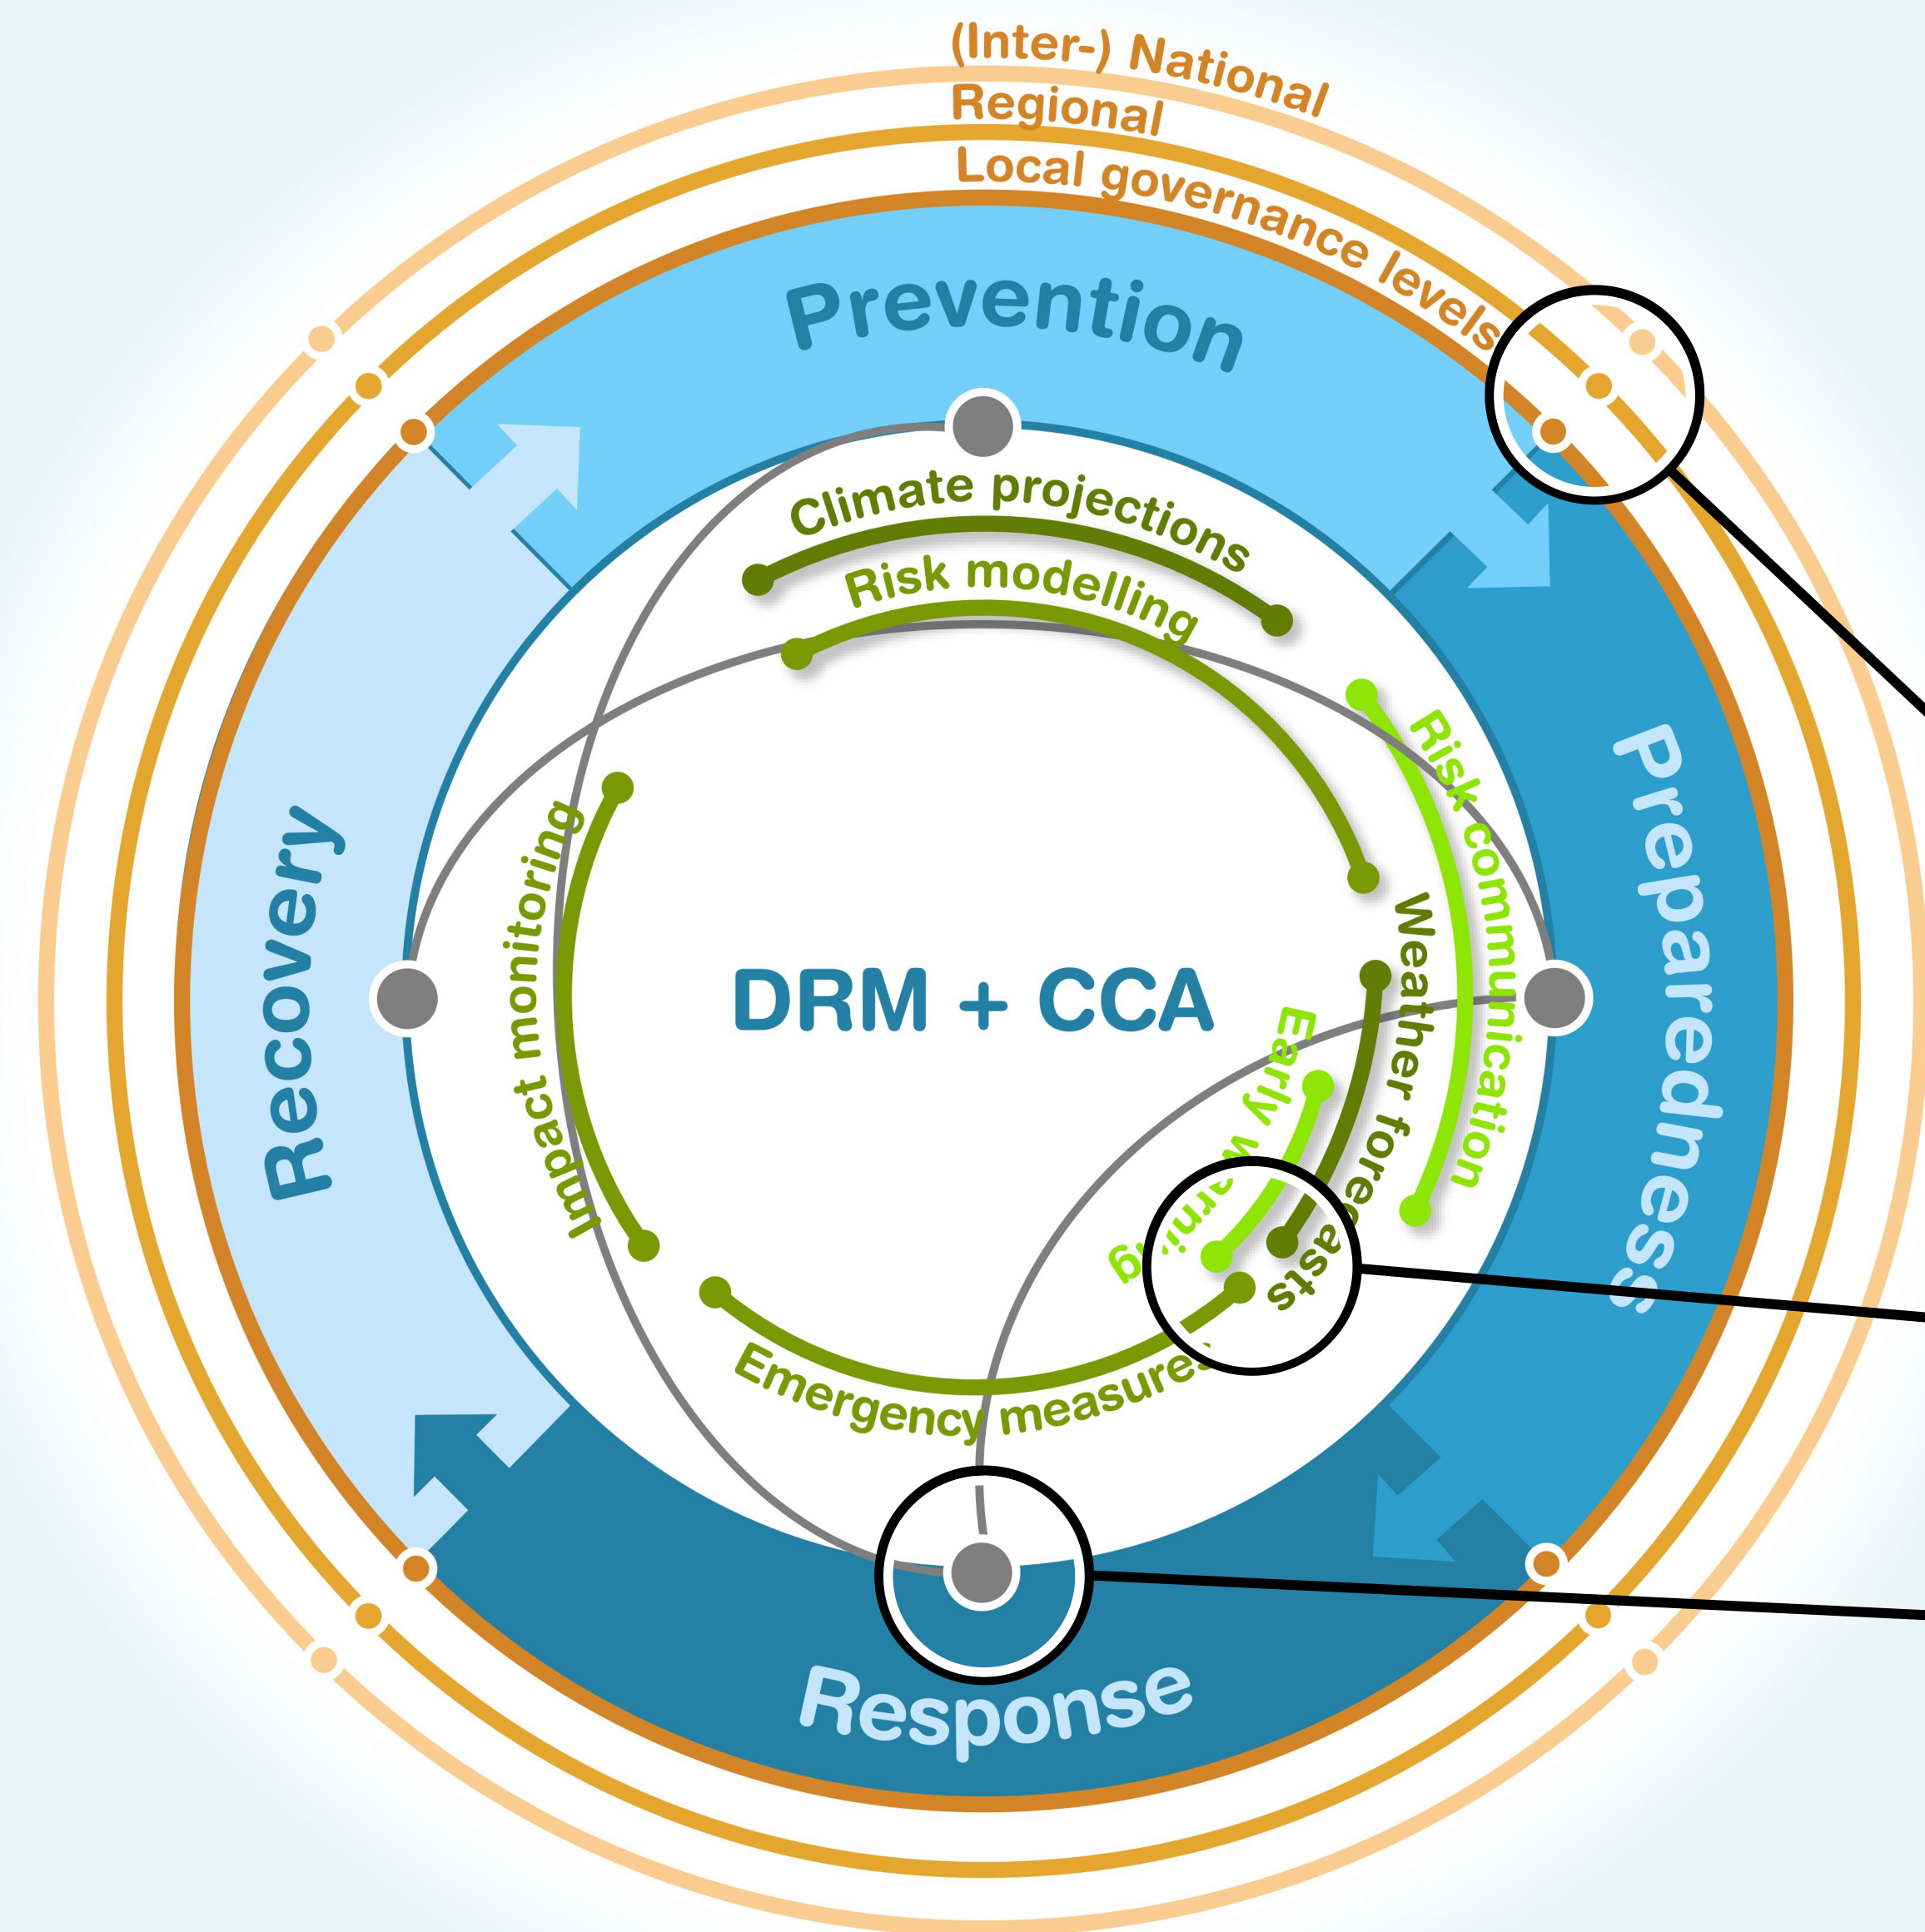 (Inter-) National
Regional
Local governance levels
Prevention
Climate projections
Risk modelling
Risk communication
Preparedness
Weather forecasts
Early warning
DRM + CCA
Impact monitoring
Recovery
Emergency measures
Response